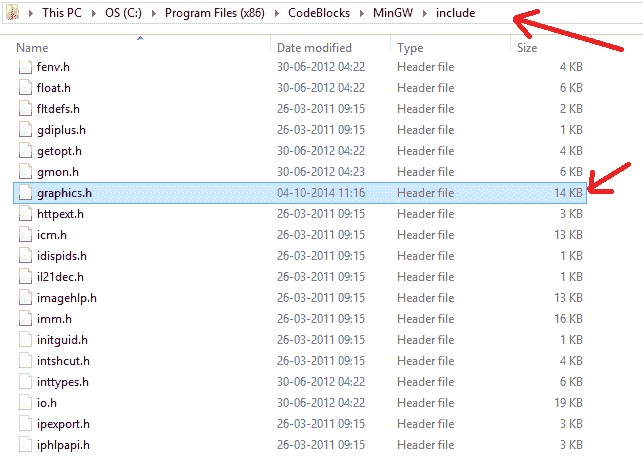 This PC OS (C:) Program Files (x86) CodeBlocks MinGW include
Name Date modified Type Size
fenv.h 30-06-2012 04:22 Header file 4 KB
float.h 30-06-2012 04:22 Header file 6 KB
fltdefs.h 26-03-2011 09:15 Header file 2 KB
gdiplus.h 26-03-2011 09:15 Header file 1 KB
getopt.h 30-06-2012 04:22 Header file 4 KB
gmon.h 30-06-2012 04:23 Header file 6 KB
graphics.h 04-10-2014 11:16 Header file 14 KB
httpext.h 26-03-2011 09:15 Header file 3 KB
icm.h 26-03-2011 09:15 Header file 13 KB
idispids.h 26-03-2011 09:15 Header file 1 KB
il21dec.h 26-03-2011 09:15 Header file 1 KB
imagehlp.h 26-03-2011 09:15 Header file 13 KB
imm.h 26-03-2011 09:15 Header file 16 KB
initguid.h 26-03-2011 09:15 Header file 1 KB
intshcut.h 26-03-2011 09:15 Header file 4 KB
inttypes.h 30-06-2012 04:22 Header file 6 KB
io.h 30-06-2012 04:22 Header file 19 KB
ipexport.h 26-03-2011 09:15 Header file 3 KB
iphlpapi.h 26-03-2011 09:15 Header file 3 KB